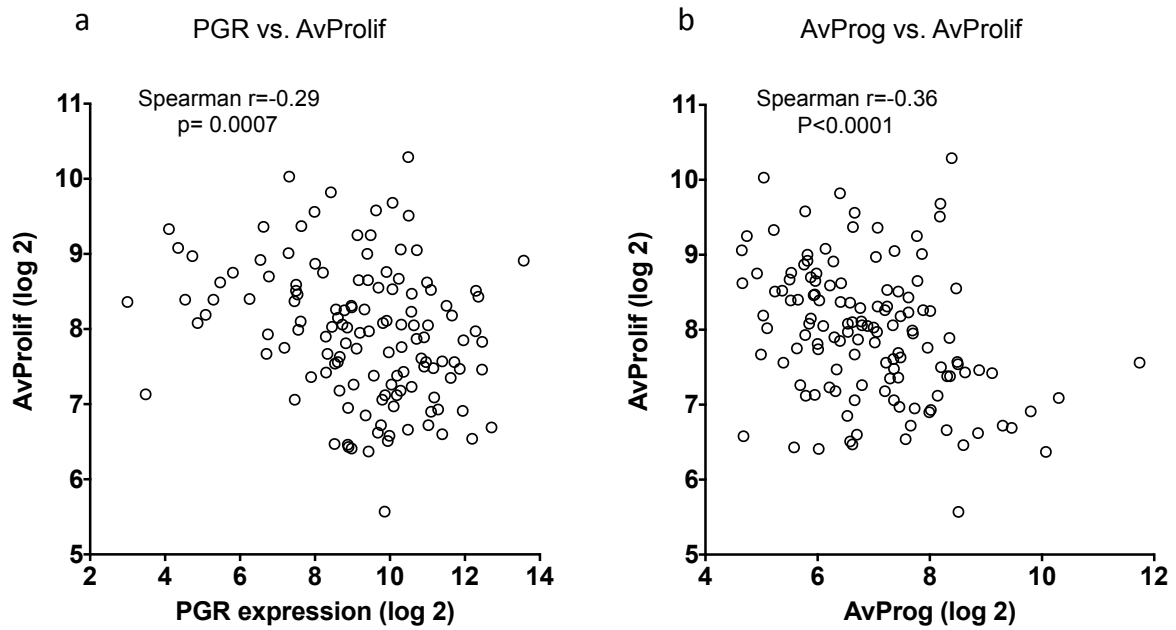 a
PGR vs. AvProlif
Spearman r=-0.29
p= 0.0007
AvProlif (log 2)
11
10
9
8
7
6
5
2 4 6 8 10 12 14
PGR expression (log 2)
b
AvProg vs. AvProlif
Spearman r=-0.36
P<0.0001
AvProlif (log 2)
11
10
9
8
7
6
5
4 6 8 10 12
AvProg (log 2)